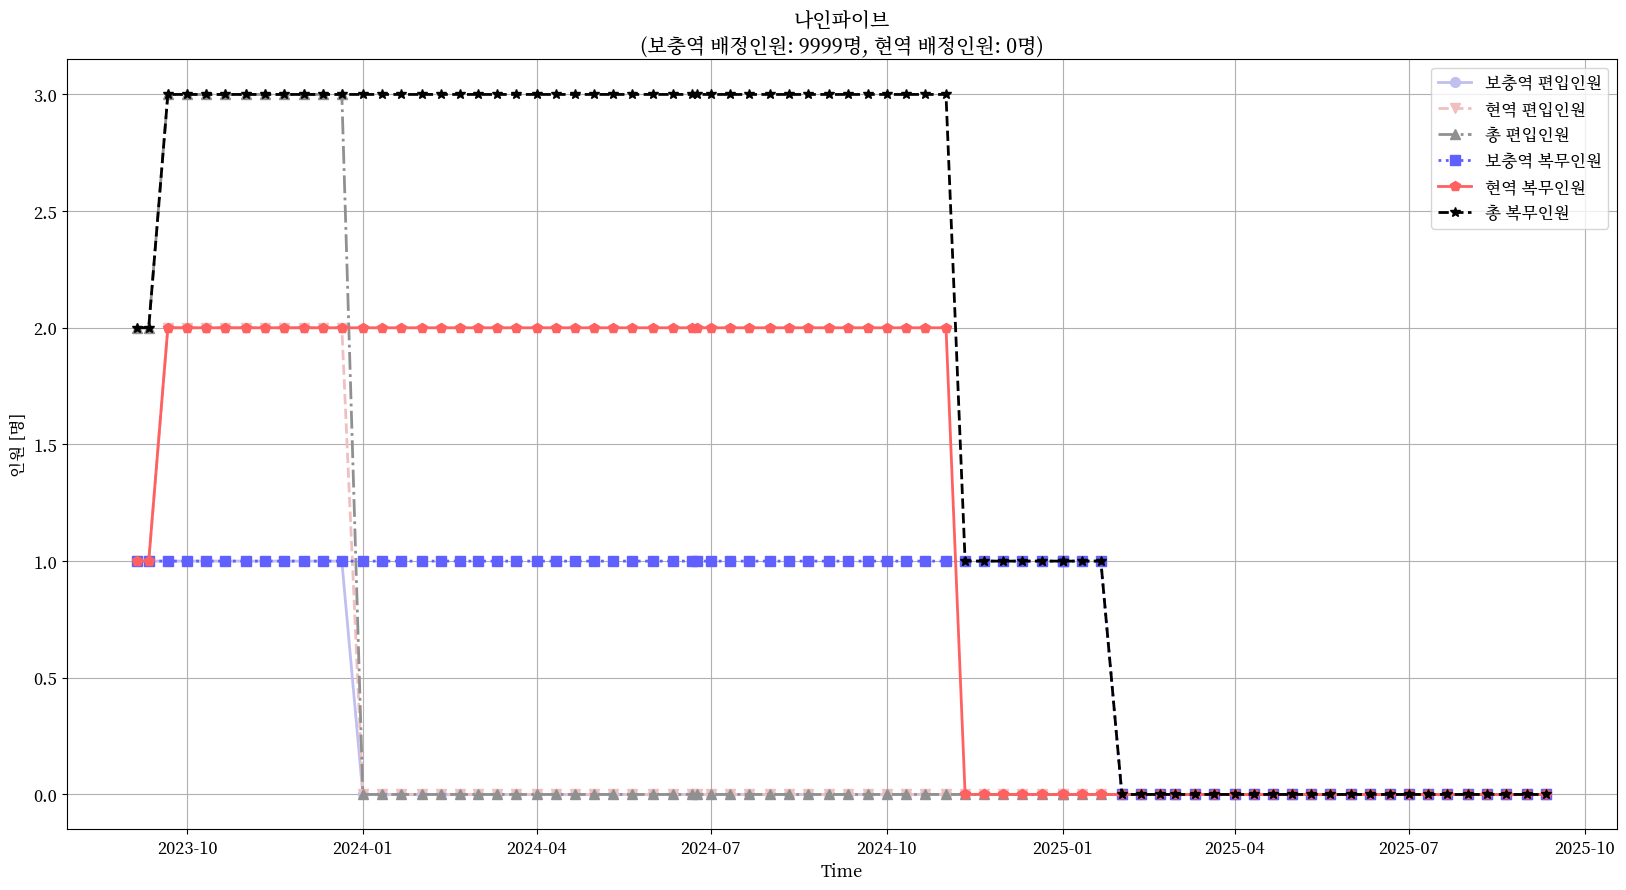 나인파이브
(보충역 배정인원: 9999명, 현역 배정인원: 0명)
보충역 편입인원
현역 편입인원
총 편입인원
보충역 복무인원
현역 복무인원
총 복무인원
인원 [명]
3.0
2.5
2.0
1.5
1.0
0.5
0.0
2023-10
2024-01
2024-04
2024-07
2024-10
2025-01
2025-04
2025-07
2025-10
Time